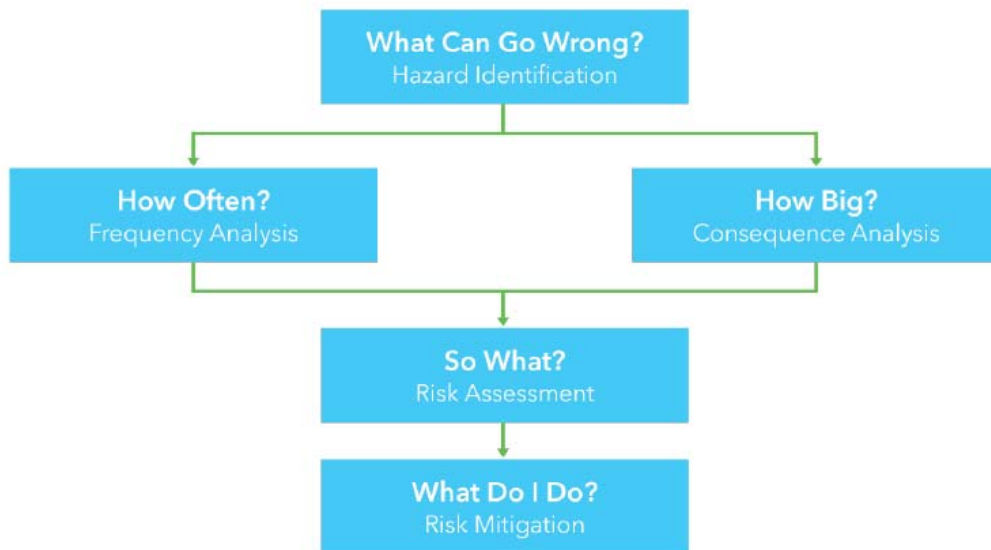 What Can Go Wrong?
Hazard Identification
How Often?
Frequency Analysis
How Big?
Consequence Analysis
So What?
Risk Assessment
What Do I Do?
Risk Mitigation